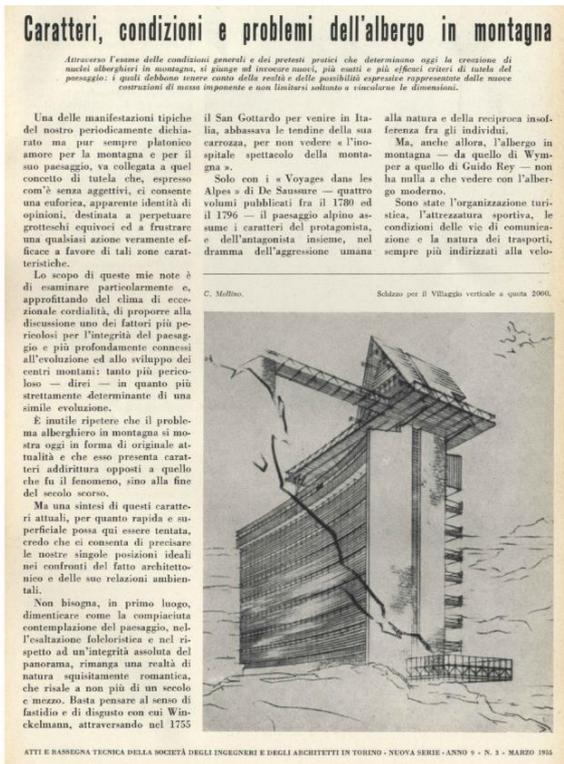 Caratteri, condizioni e problemi dell'albergo in montagna
Attraverso l'esame delle condizioni generali e dei pretesti pratici che determinano oggi la creazione di
nuclei alberghieri in montagna, si giunge ad invocare nuovi, più esatti e più efficaci criteri di tutela del
paesaggio: i quali debbono tenere conto della realtà e delle possibilità espressive rappresentate dalle nuove
costruzioni di massa imponente e non limitarsi soltanto a vincolarne le dimensioni.
Una delle manifestazioni tipiche
del nostro periodicamente dichia-
rato ma pur sempre platonico
amore per la montagna e per il
suo paesaggio, va collegata a quel
concetto di tutela che, espresso
com'è senza aggettivi, ci consente
una euforica, apparente identità di
opinioni, destinata a perpetuare
grotteschi equivoci ed a frustrare
una qualsiasi azione veramente ef-
ficace a favore di tali zone carat-
teristiche.
Lo scopo di queste mie note è
di esaminare particolarmente e,
approfittando del clima di ecce-
zionale cordialità, di proporre alla
discussione uno dei fattori più pe-
ricolosi per l'integrità del paesag-
gio e più profondamente connessi
all'evoluzione ed allo sviluppo dei
centri montani: tanto più perico-
loso — direi — in quanto più
strettamente determinante di una
simile evoluzione.
È inutile ripetere che il proble-
ma alberghiero in montagna si mo-
stra oggi in forma di originale at-
tualità e che esso presenta carat-
teri addirittura opposti a quello
che fu il fenomeno, sino alla fine
del secolo scorso.
Ma una sintesi di questi caratte-
ri attuali, per quanto rapida e su-
perficiale possa qui essere tentata,
credo che ci consenta di precisare
le nostre singole posizioni ideali
nei confronti del fatto architetto-
nico e delle sue relazioni ambien-
tali.
Non bisogna, in primo luogo,
dimenticare come la compiaciuta
contemplazione del paesaggio, nel-
l'esaltazione folcloristica e nel ri-
spetto ad un'integrità assoluta del
panorama, rimanga una realtà di
natura squisitamente romantica,
che risale a non più di un secolo
e mezzo. Basta pensare al senso di
fastidio e di disgusto con cui Win-
ckelmann, attraversando nel 1755
il San Gottardo per venire in Ita-
lia, abbassava le tendine della sua
carrozza, per non vedere « l'ino-
spitale spettacolo della monta-
gna ».
Solo con i « Voyages dans les
Alpes » di De Saussure — quattro
volumi pubblicati fra il 1780 ed
il 1796 — il paesaggio alpino as-
sume i caratteri del protagonista,
e dell'antagonista insieme, nel
dramma dell'aggressione umana
alla natura e della reciproca insof-
ferenza fra gli individui.
Ma, anche allora, l'albergo in
montagna — da quello di Wym-
per a quello di Guido Rey — non
ha nulla a che vedere con l'alber-
go moderno.
Sono state l'organizzazione turi-
stica, l'attrezzatura sportiva, le
condizioni delle vie di comunica-
zione e la natura dei trasporti,
sempre più indirizzati alla velo-
C. Mollino.
Schizzo per il Villaggio verticale a quota 2000.
ATTI E RASSEGNA TECNICA DELLA SOCIETÀ DEGLI INGEGNERI E DEGLI ARCHITETTI IN TORINO - NUOVA SERIE - ANNO 9 - N. 3 - MARZO 1955